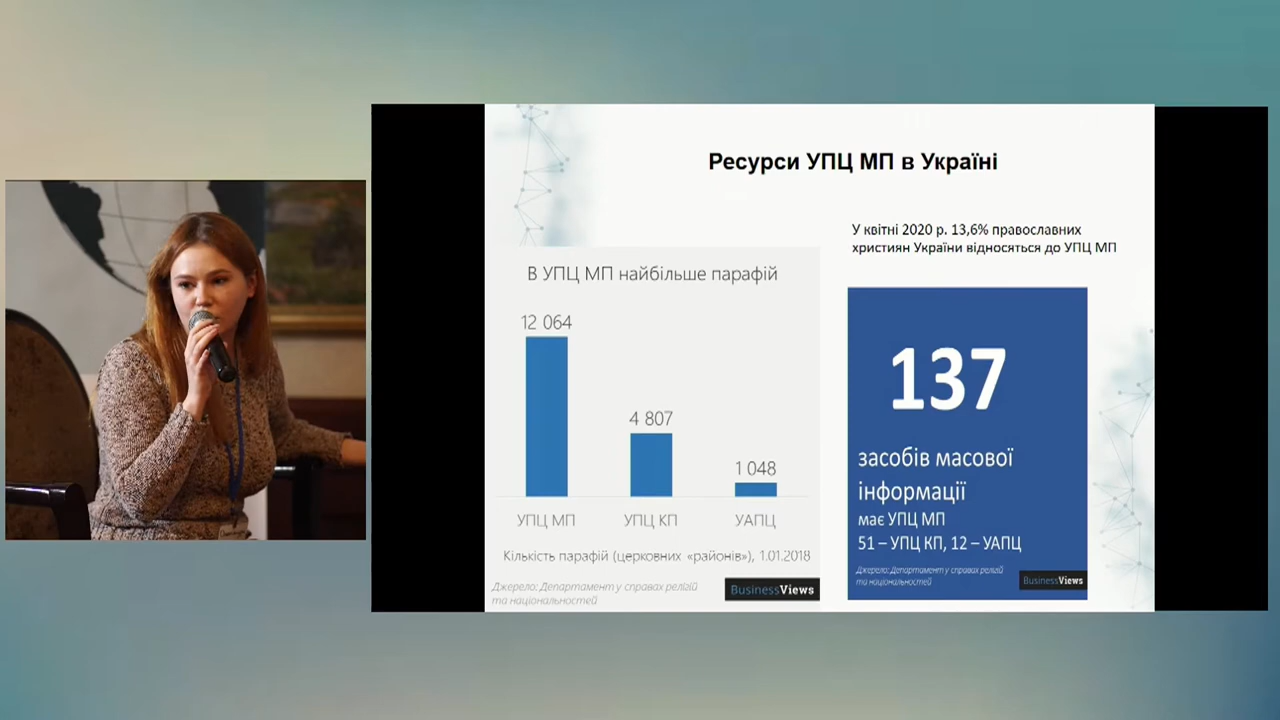 Ресурси УПЦ МП в Україні
У квітні 2020 р. 13,6% православних
християн України відносяться до УПЦ МП
В УПЦ МП найбільше парафій
12 064
4 807
1 048
УПЦ МП УПЦ КП УАПЦ
Кількість парафій (церковних «районів»), 1.01.2018
Джерело: Департамент у справах релігій
та національностей
BusinessViews
137
засобів масової
інформації
має УПЦ МП
51 – УПЦ КП, 12 – УАПЦ
Джерело: Департамент у справах релігій
та національностей
BusinessViews